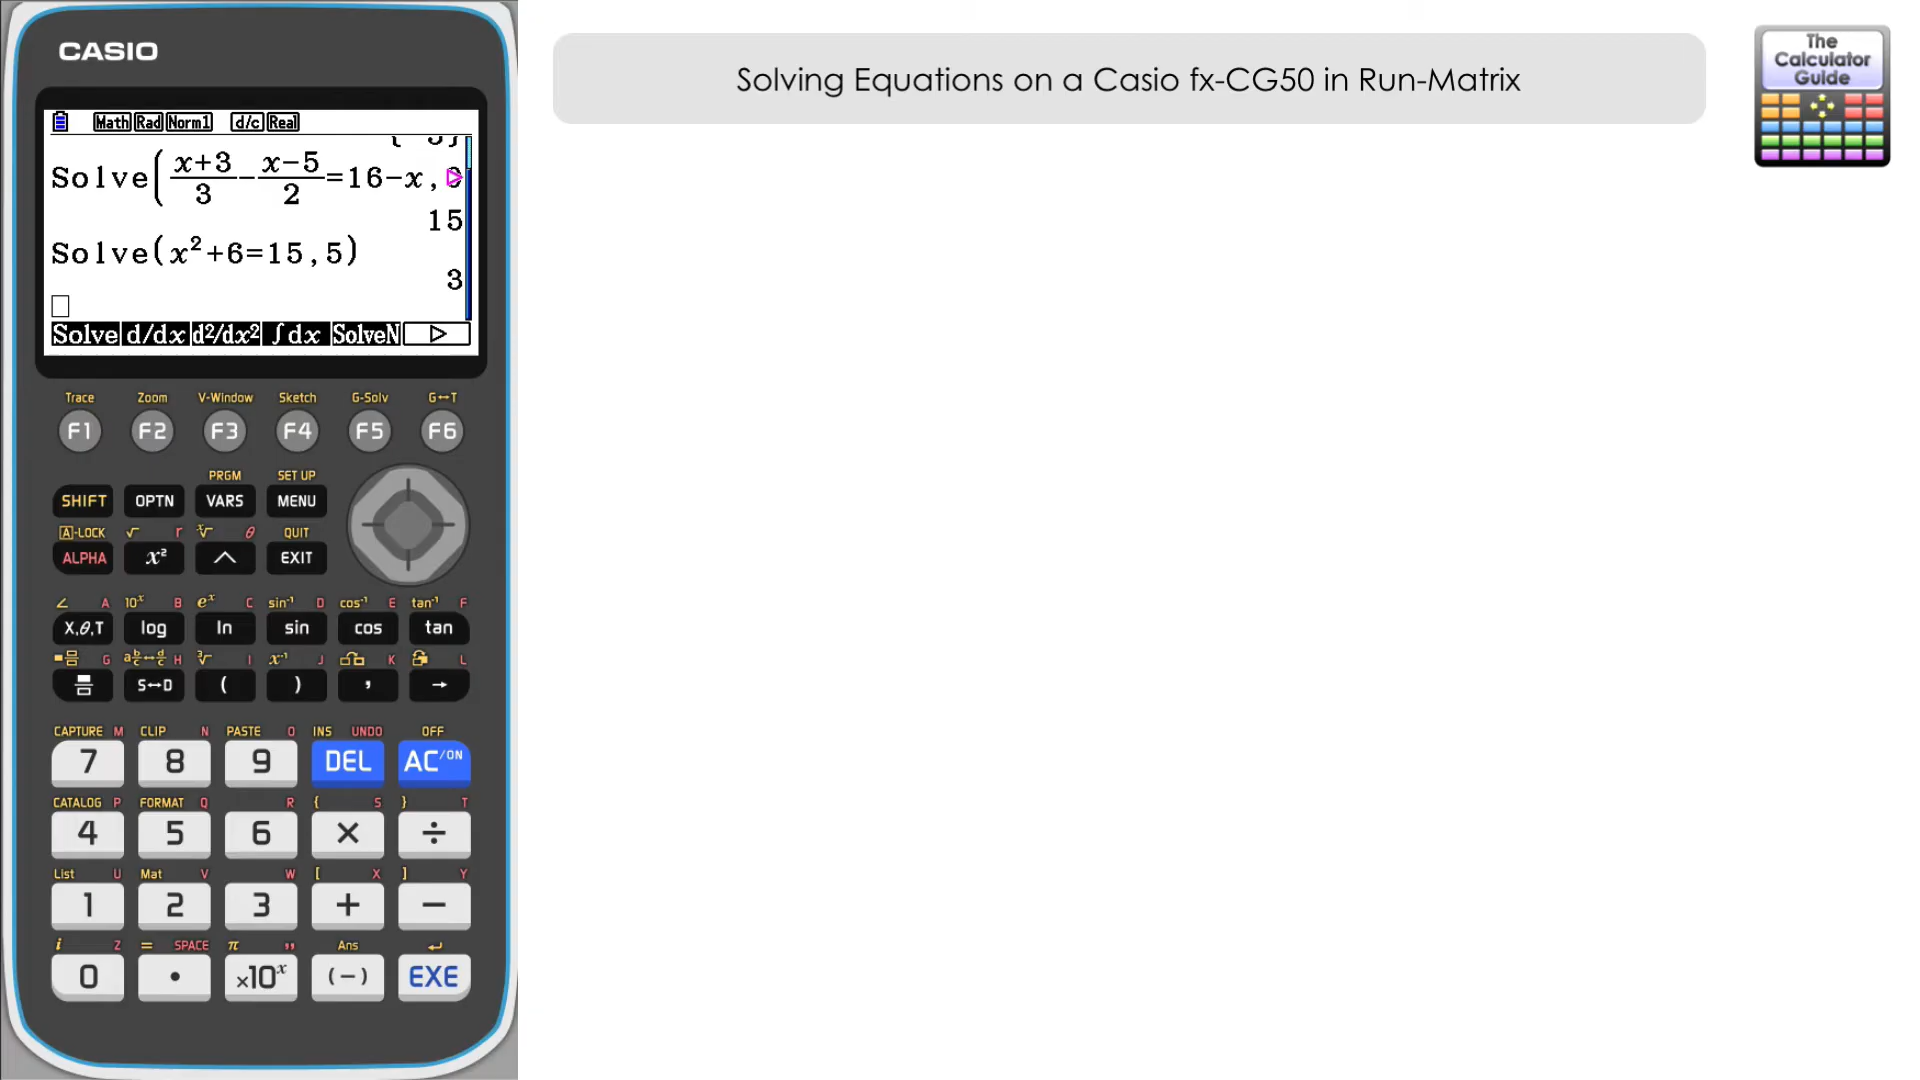 CASIO
Solving Equations on a Casio fx-CG50 in Run-Matrix
The
Calculator
Guide
Math Rad Norm1 d/c Real
Solve((x+3)/3-(x-5)/2=16-x,
15
Solve(x²+6=15,5)
3
Solve d/dx d²/dx² ∫dx SolveN ▷
Trace Zoom V-Window Sketch G-Solv G↔T
F1 F2 F3 F4 F5 F6
PRGM SET UP
SHIFT OPTN VARS MENU
A-LOCK √ r ˣ√ θ QUIT
ALPHA x² ^ EXIT
∠ A 10ˣ B eˣ C sin⁻¹ D cos⁻¹ E tan⁻¹ F
X,θ,T log ln sin cos tan
G a b/c↔d/c H ³√ I x⁻¹ J K L
S↔D ( ) , →
CAPTURE M CLIP N PASTE O INS UNDO OFF
7 8 9 DEL AC/ON
CATALOG P FORMAT Q R { S } T
4 5 6 × ÷
List U Mat V W [ X ] Y
1 2 3 + −
i Z = SPACE π " Ans ↵
0 • ×10ˣ (−) EXE